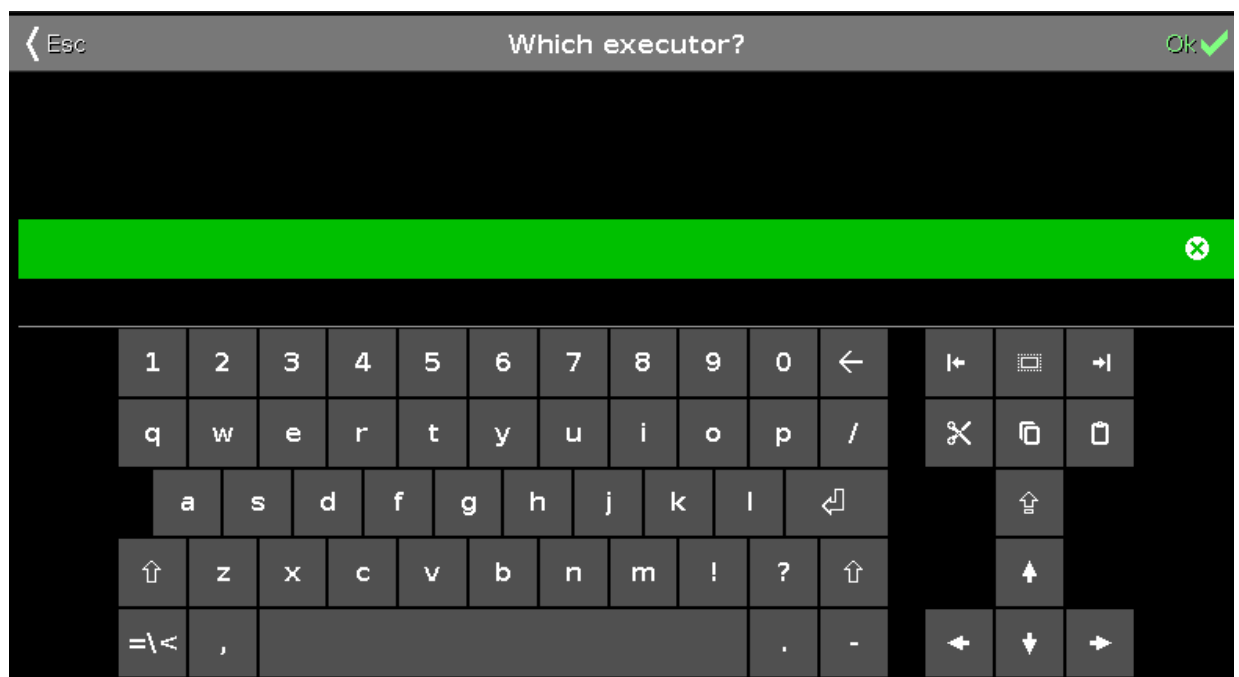 Esc Which executor? Ok
1 2 3 4 5 6 7 8 9 0
q w e r t y u i o p /
a s d f g h j k l
z x c v b n m ! ?
=\< , . -